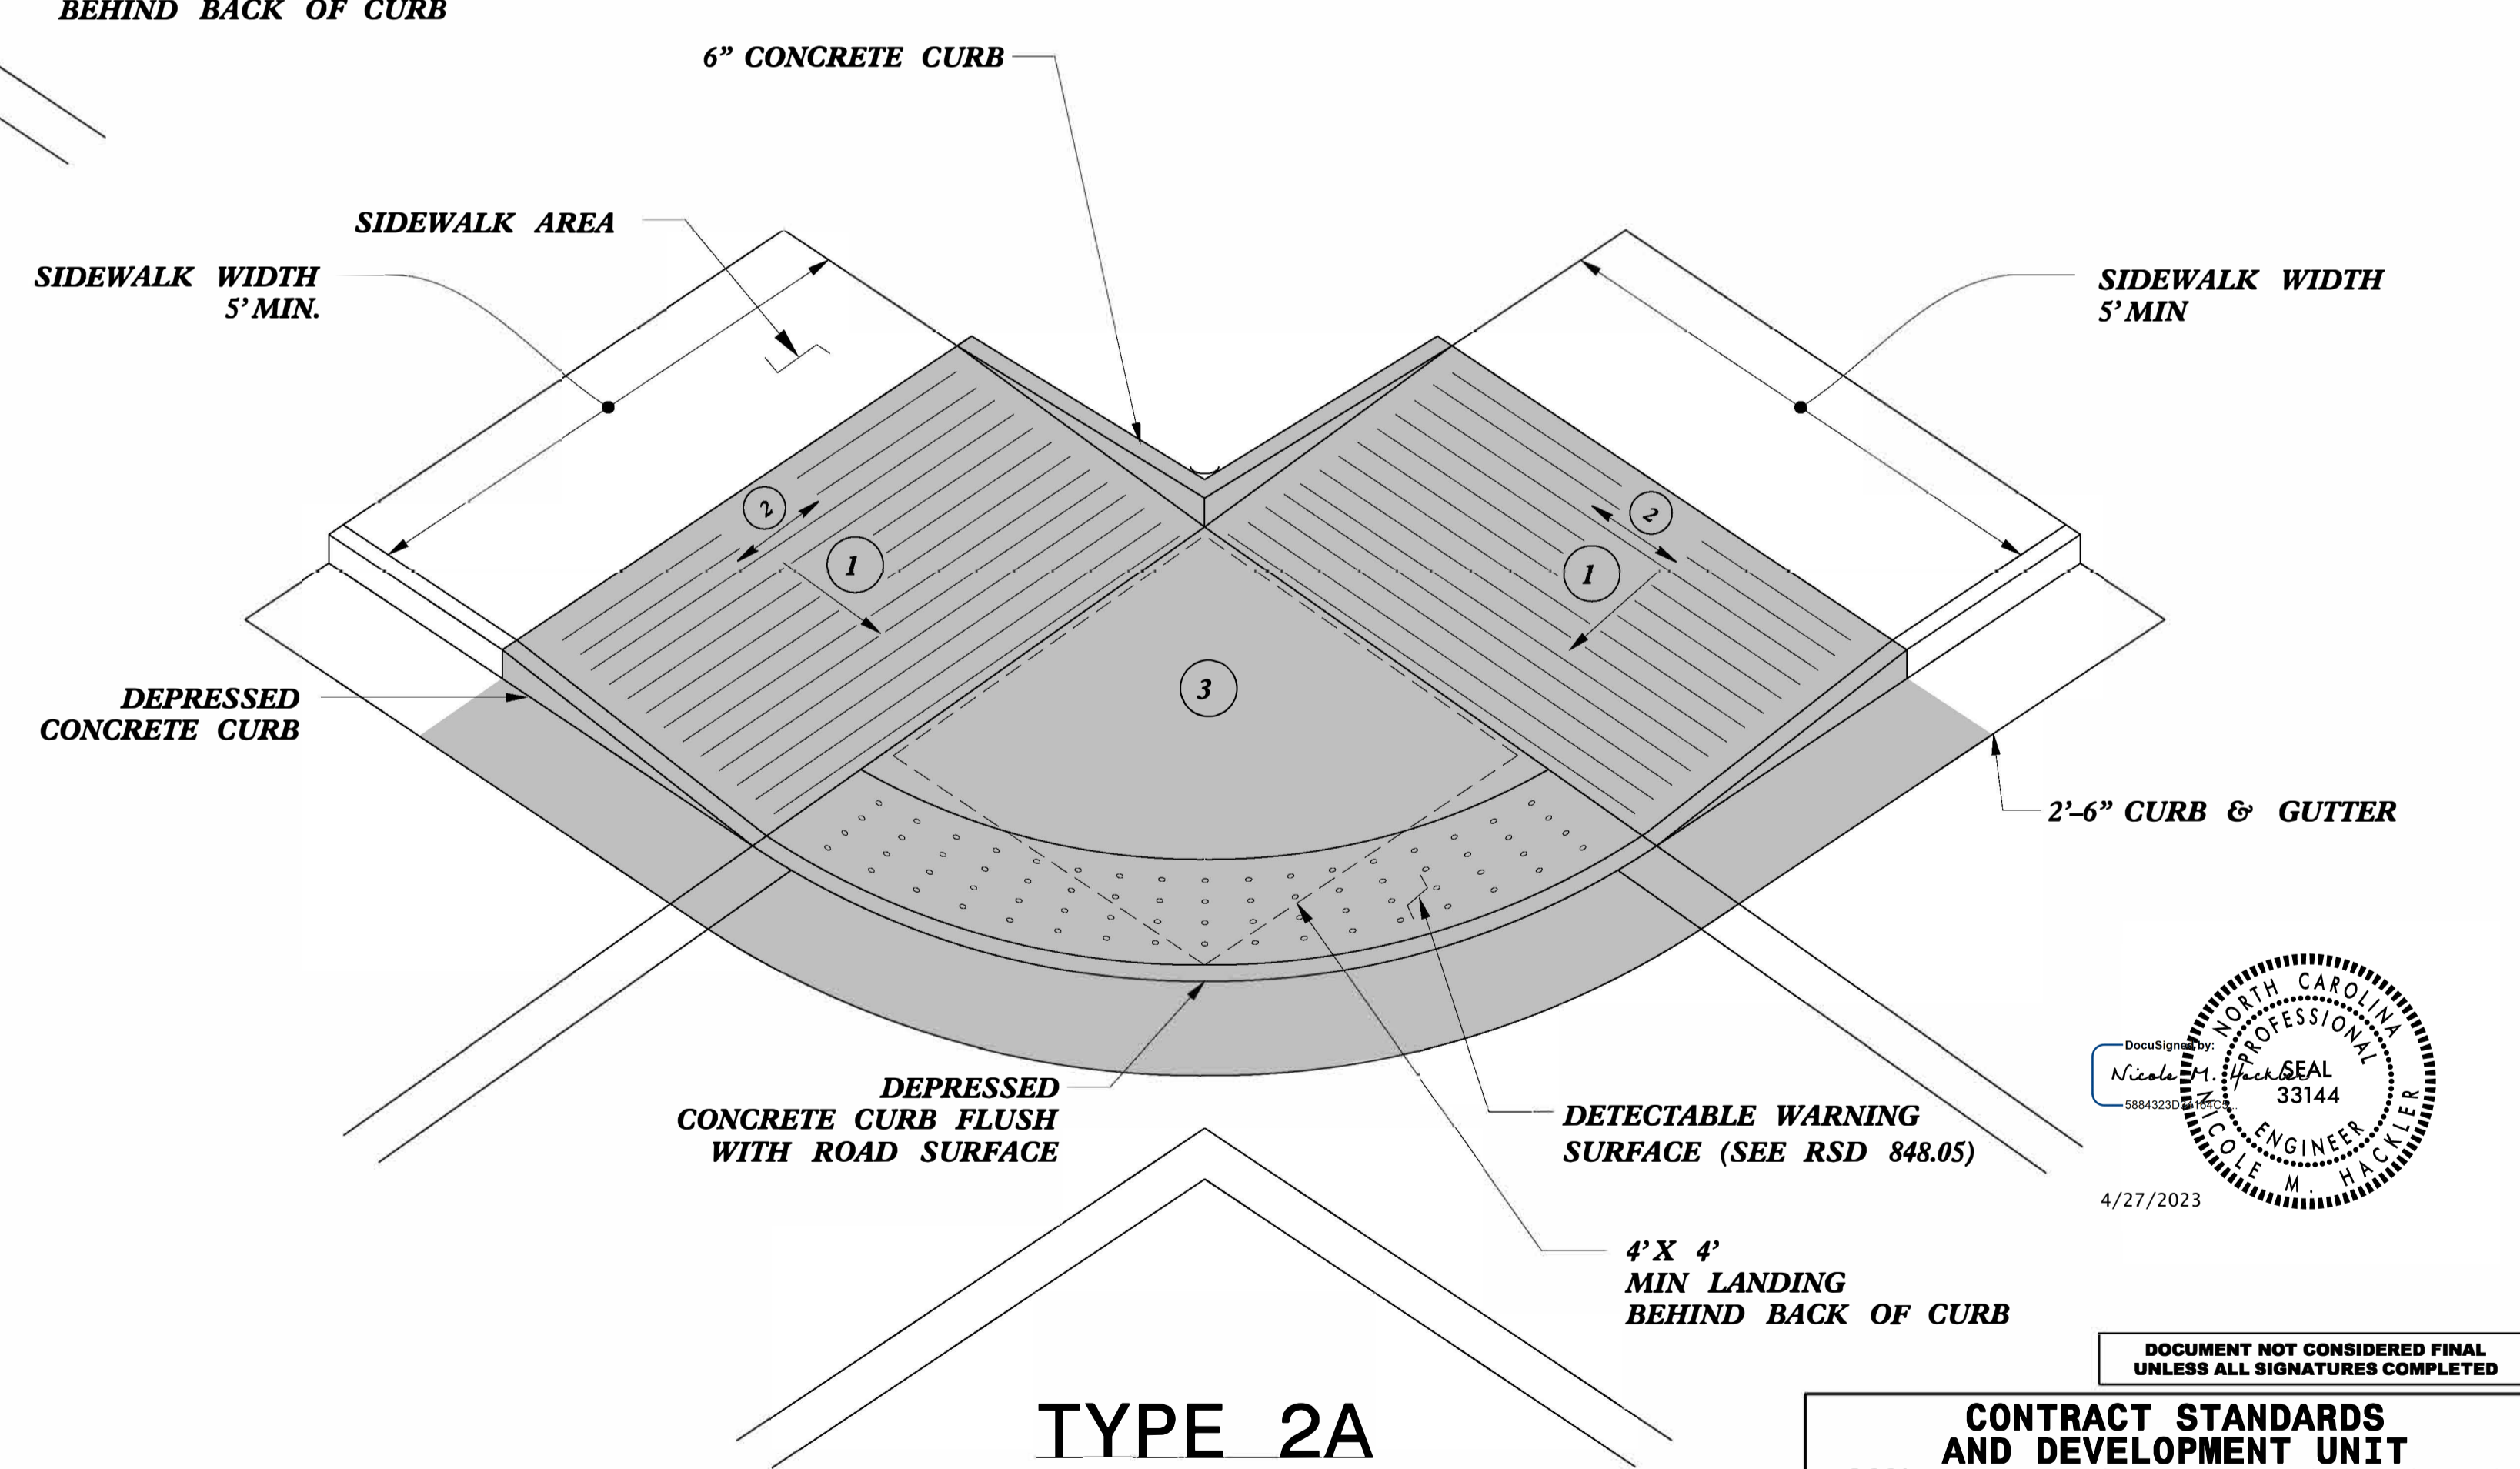 BEHIND BACK OF CURB
6” CONCRETE CURB
SIDEWALK AREA
SIDEWALK WIDTH
5’ MIN.
SIDEWALK WIDTH
5’ MIN
2
1
2
1
3
DEPRESSED
CONCRETE CURB
2’–6” CURB & GUTTER
DEPRESSED
CONCRETE CURB FLUSH
WITH ROAD SURFACE
DETECTABLE WARNING
SURFACE (SEE RSD 848.05)
4’ X 4’
MIN LANDING
BEHIND BACK OF CURB
NORTH CAROLINA
PROFESSIONAL
SEAL
33144
ENGINEER
NICOLE M. HACKLER
DocuSigned by:
Nicole M. Hackler
4/27/2023
DOCUMENT NOT CONSIDERED FINAL
UNLESS ALL SIGNATURES COMPLETED
TYPE 2A
CONTRACT STANDARDS
AND DEVELOPMENT UNIT